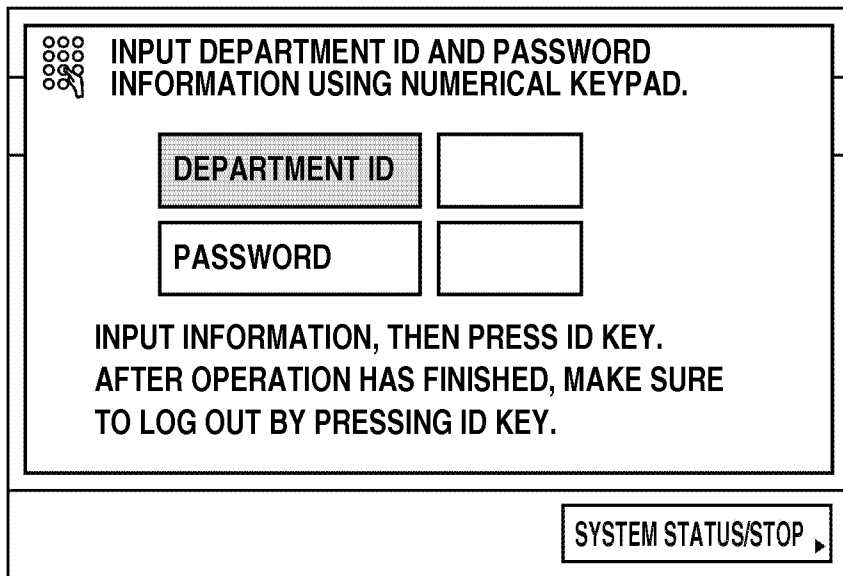 INPUT DEPARTMENT ID AND PASSWORD
INFORMATION USING NUMERICAL KEYPAD.
DEPARTMENT ID
PASSWORD
INPUT INFORMATION, THEN PRESS ID KEY.
AFTER OPERATION HAS FINISHED, MAKE SURE
TO LOG OUT BY PRESSING ID KEY.
SYSTEM STATUS/STOP